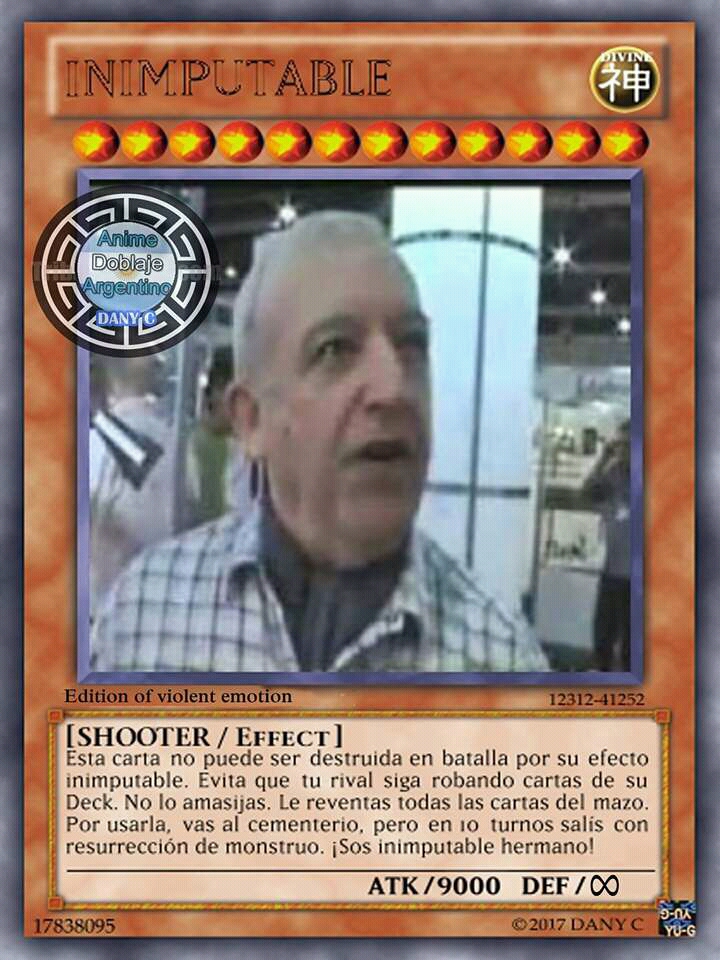 INIMPUTABLE
DIVINE
神
Anime
Doblaje
Argentino
DANY C
Edition of violent emotion
12312-41252
[SHOOTER / EFFECT]
Esta carta no puede ser destruida en batalla por su efecto
inimputable. Evita que tu rival siga robando cartas de su
Deck. No lo amasijas. Le reventas todas las cartas del mazo.
Por usarla, vas al cementerio, pero en 10 turnos salís con
resurrección de monstruo. ¡Sos inimputable hermano!
ATK/9000 DEF/∞
17838095
©2017 DANY C
YU-G